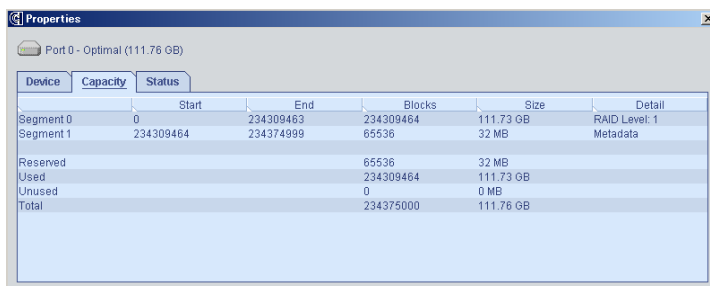 Properties
Port 0 - Optimal (111.76 GB)
Device Capacity Status
Start End Blocks Size Detail
Segment 0 0 234309463 234309464 111.73 GB RAID Level: 1
Segment 1 234309464 234374999 65536 32 MB Metadata
Reserved 65536 32 MB
Used 234309464 111.73 GB
Unused 0 0 MB
Total 234375000 111.76 GB